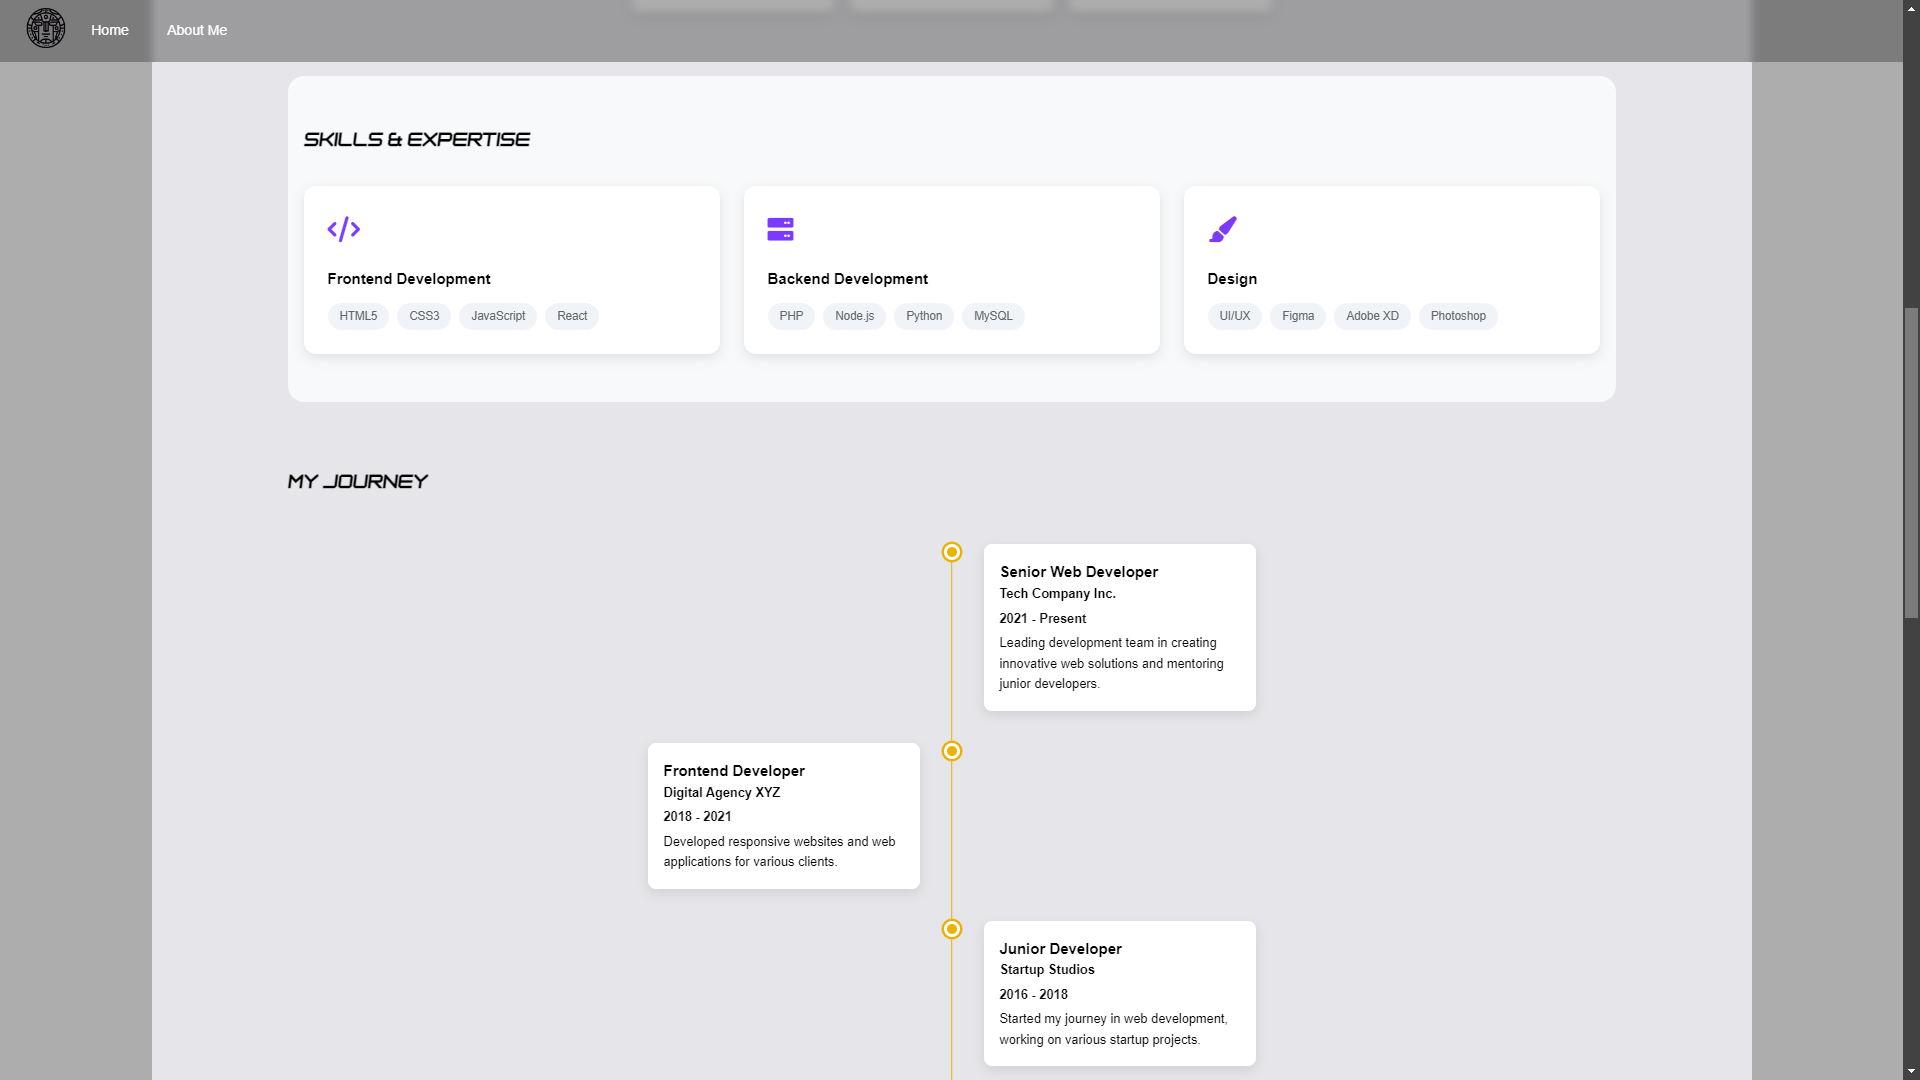 Home
About Me
SKILLS & EXPERTISE
Frontend Development
HTML5 CSS3 JavaScript React
Backend Development
PHP Node.js Python MySQL
Design
UI/UX Figma Adobe XD Photoshop
MY JOURNEY
Senior Web Developer
Tech Company Inc.
2021 - Present
Leading development team in creating
innovative web solutions and mentoring
junior developers.
Frontend Developer
Digital Agency XYZ
2018 - 2021
Developed responsive websites and web
applications for various clients.
Junior Developer
Startup Studios
2016 - 2018
Started my journey in web development,
working on various startup projects.